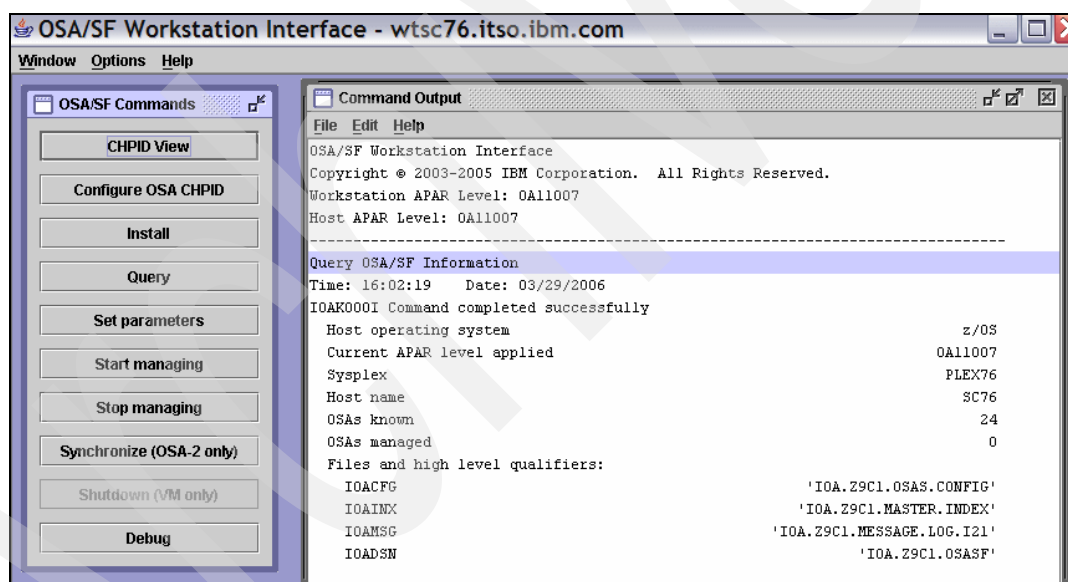 OSA/SF Workstation Interface - wtsc76.itso.ibm.com
Window Options Help
OSA/SF Commands
CHPID View
Configure OSA CHPID
Install
Query
Set parameters
Start managing
Stop managing
Synchronize (OSA-2 only)
Shutdown (VM only)
Debug
Command Output
File Edit Help
OSA/SF Workstation Interface
Copyright © 2003-2005 IBM Corporation. All Rights Reserved.
Workstation APAR Level: OA11007
Host APAR Level: OA11007
--------------------------------------------------------------------------------
Query OSA/SF Information
Time: 16:02:19 Date: 03/29/2006
IOAK000I Command completed successfully
Host operating system z/OS
Current APAR level applied OA11007
Sysplex PLEX76
Host name SC76
OSAs known 24
OSAs managed 0
Files and high level qualifiers:
IOACFG 'IOA.Z9C1.OSAS.CONFIG'
IOAINX 'IOA.Z9C1.MASTER.INDEX'
IOAMSG 'IOA.Z9C1.MESSAGE.LOG.I21'
IOADSN 'IOA.Z9C1.OSASF'